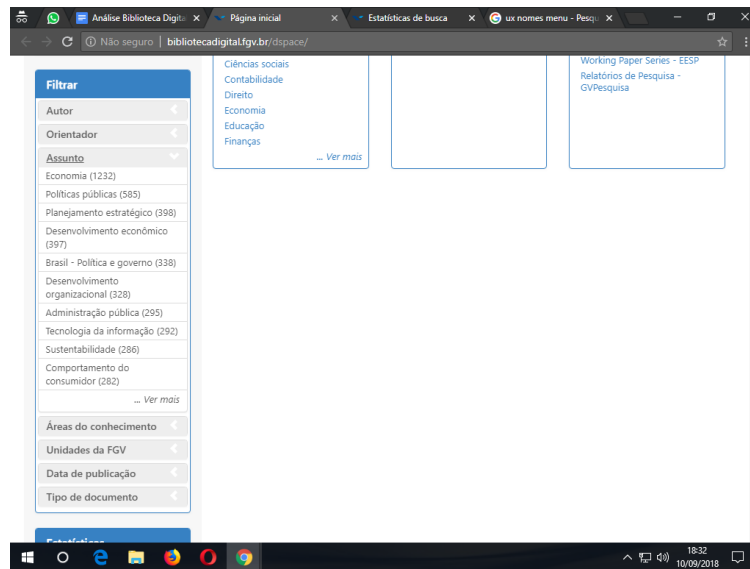 Análise Biblioteca Digita
Página inicial
Estatísticas de busca
ux nomes menu - Pesqu
Não seguro | bibliotecadigital.fgv.br/dspace/
Filtrar
Autor
Orientador
Assunto
Economia (1232)
Políticas públicas (585)
Planejamento estratégico (398)
Desenvolvimento econômico
(397)
Brasil - Política e governo (338)
Desenvolvimento
organizacional (328)
Administração pública (295)
Tecnologia da informação (292)
Sustentabilidade (286)
Comportamento do
consumidor (282)
... Ver mais
Áreas do conhecimento
Unidades da FGV
Data de publicação
Tipo de documento
Estatísticas
Ciências sociais
Contabilidade
Direito
Economia
Educação
Finanças
... Ver mais
Working Paper Series - EESP
Relatórios de Pesquisa -
GVPesquisa
18:32
10/09/2018